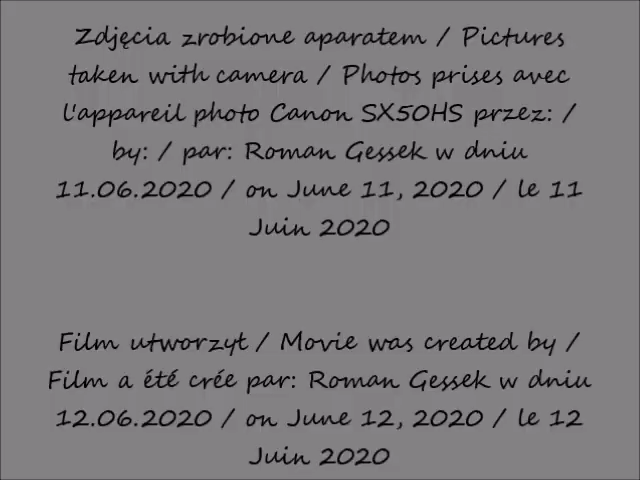 Zdjęcia zrobione aparatem / Pictures
taken with camera / Photos prises avec
l'appareil photo Canon SX50HS przez: /
by: / par: Roman Gessek w dniu
11.06.2020 / on June 11, 2020 / le 11
Juin 2020
Film utworzył / Movie was created by /
Film a été crée par: Roman Gessek w dniu
12.06.2020 / on June 12, 2020 / le 12
Juin 2020